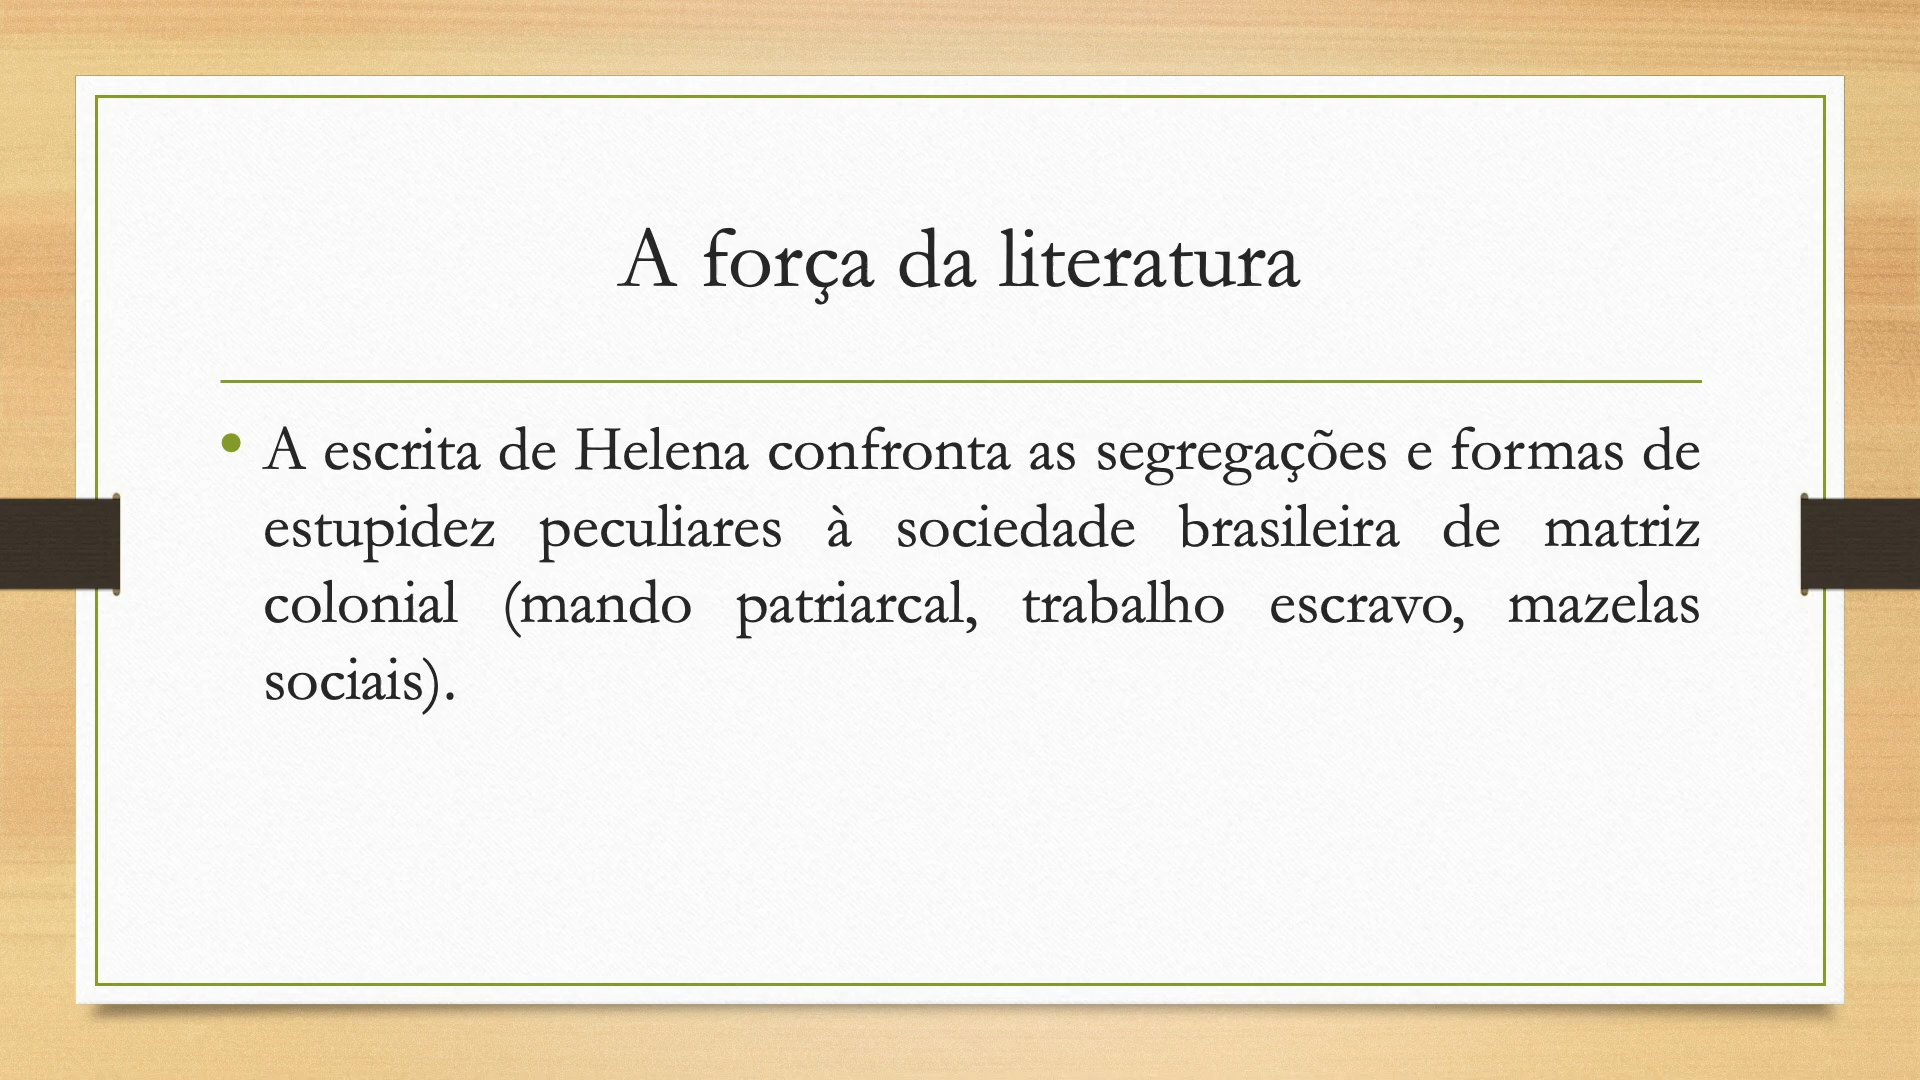 A força da literatura
• A escrita de Helena confronta as segregações e formas de
estupidez peculiares à sociedade brasileira de matriz
colonial (mando patriarcal, trabalho escravo, mazelas
sociais).